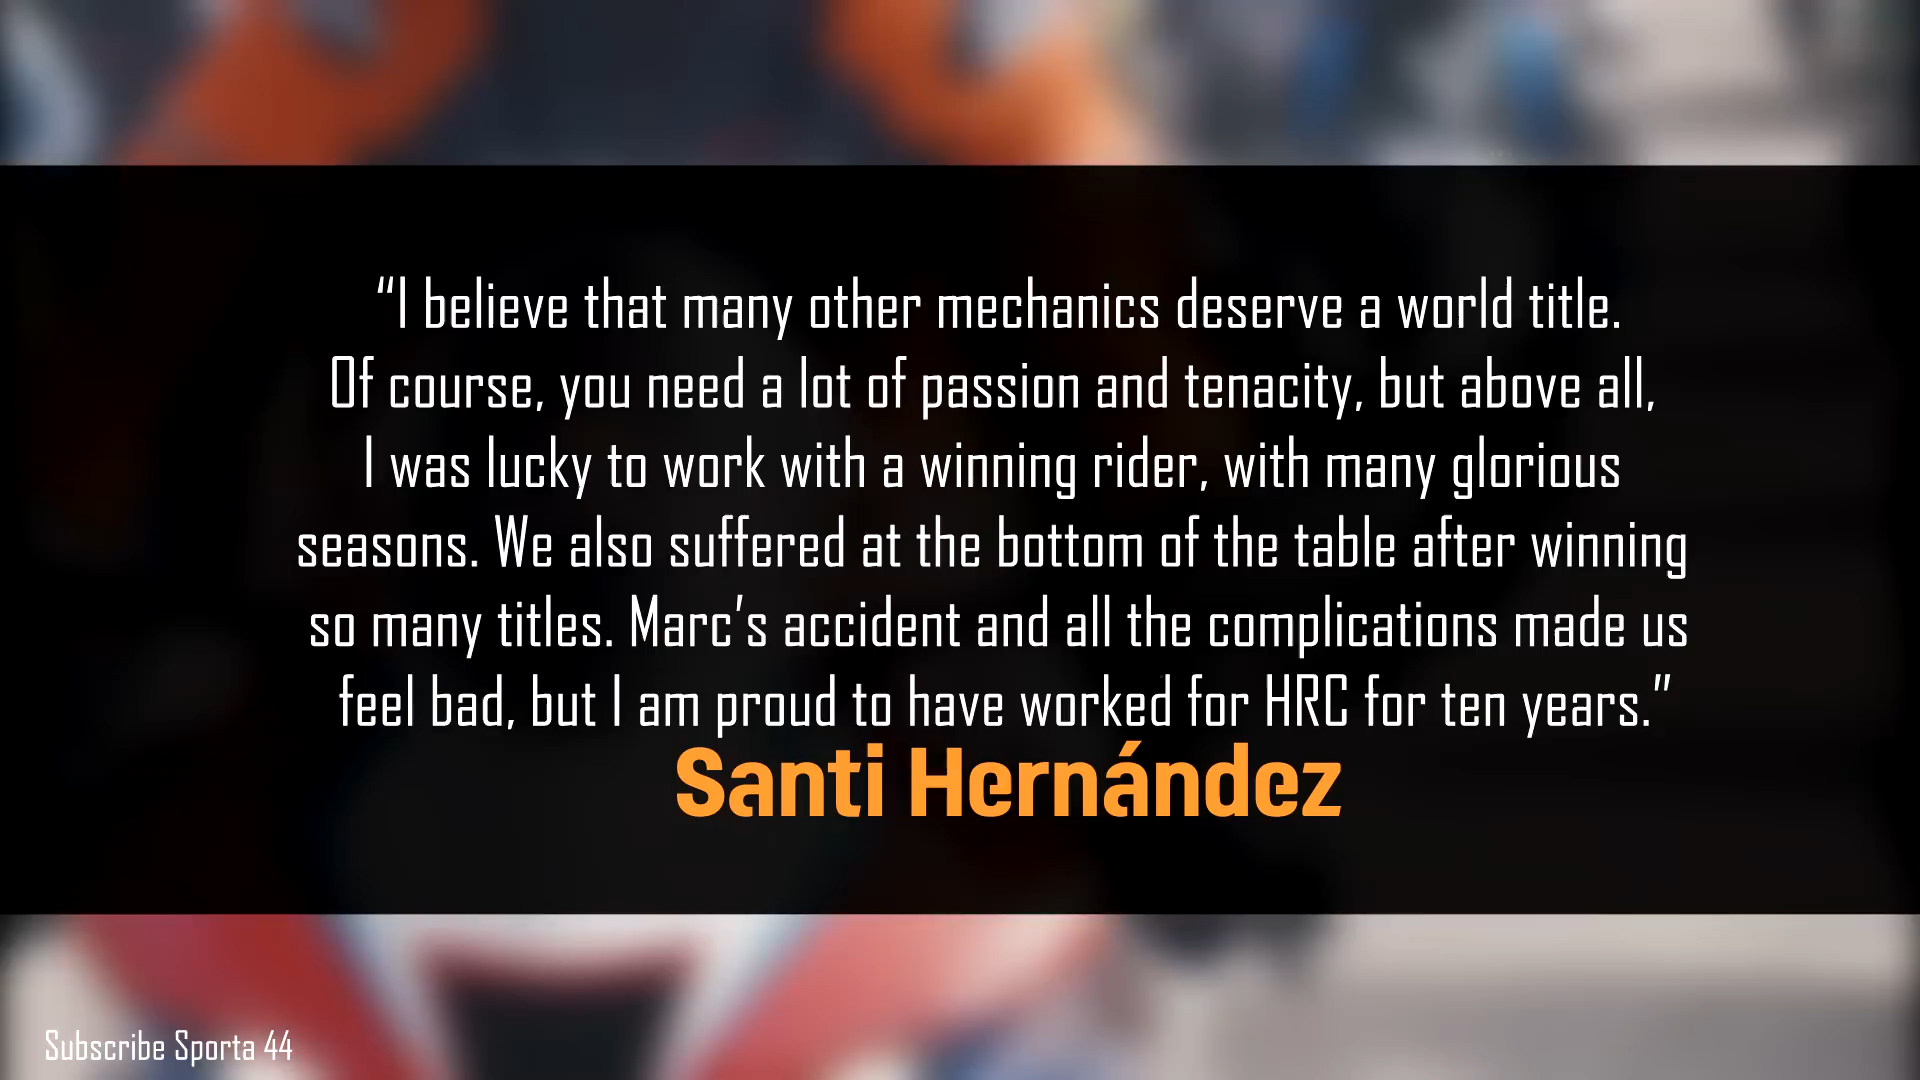 “I believe that many other mechanics deserve a world title.
Of course, you need a lot of passion and tenacity, but above all,
I was lucky to work with a winning rider, with many glorious
seasons. We also suffered at the bottom of the table after winning
so many titles. Marc’s accident and all the complications made us
feel bad, but I am proud to have worked for HRC for ten years.”
Santi Hernández
Subscribe Sporta 44